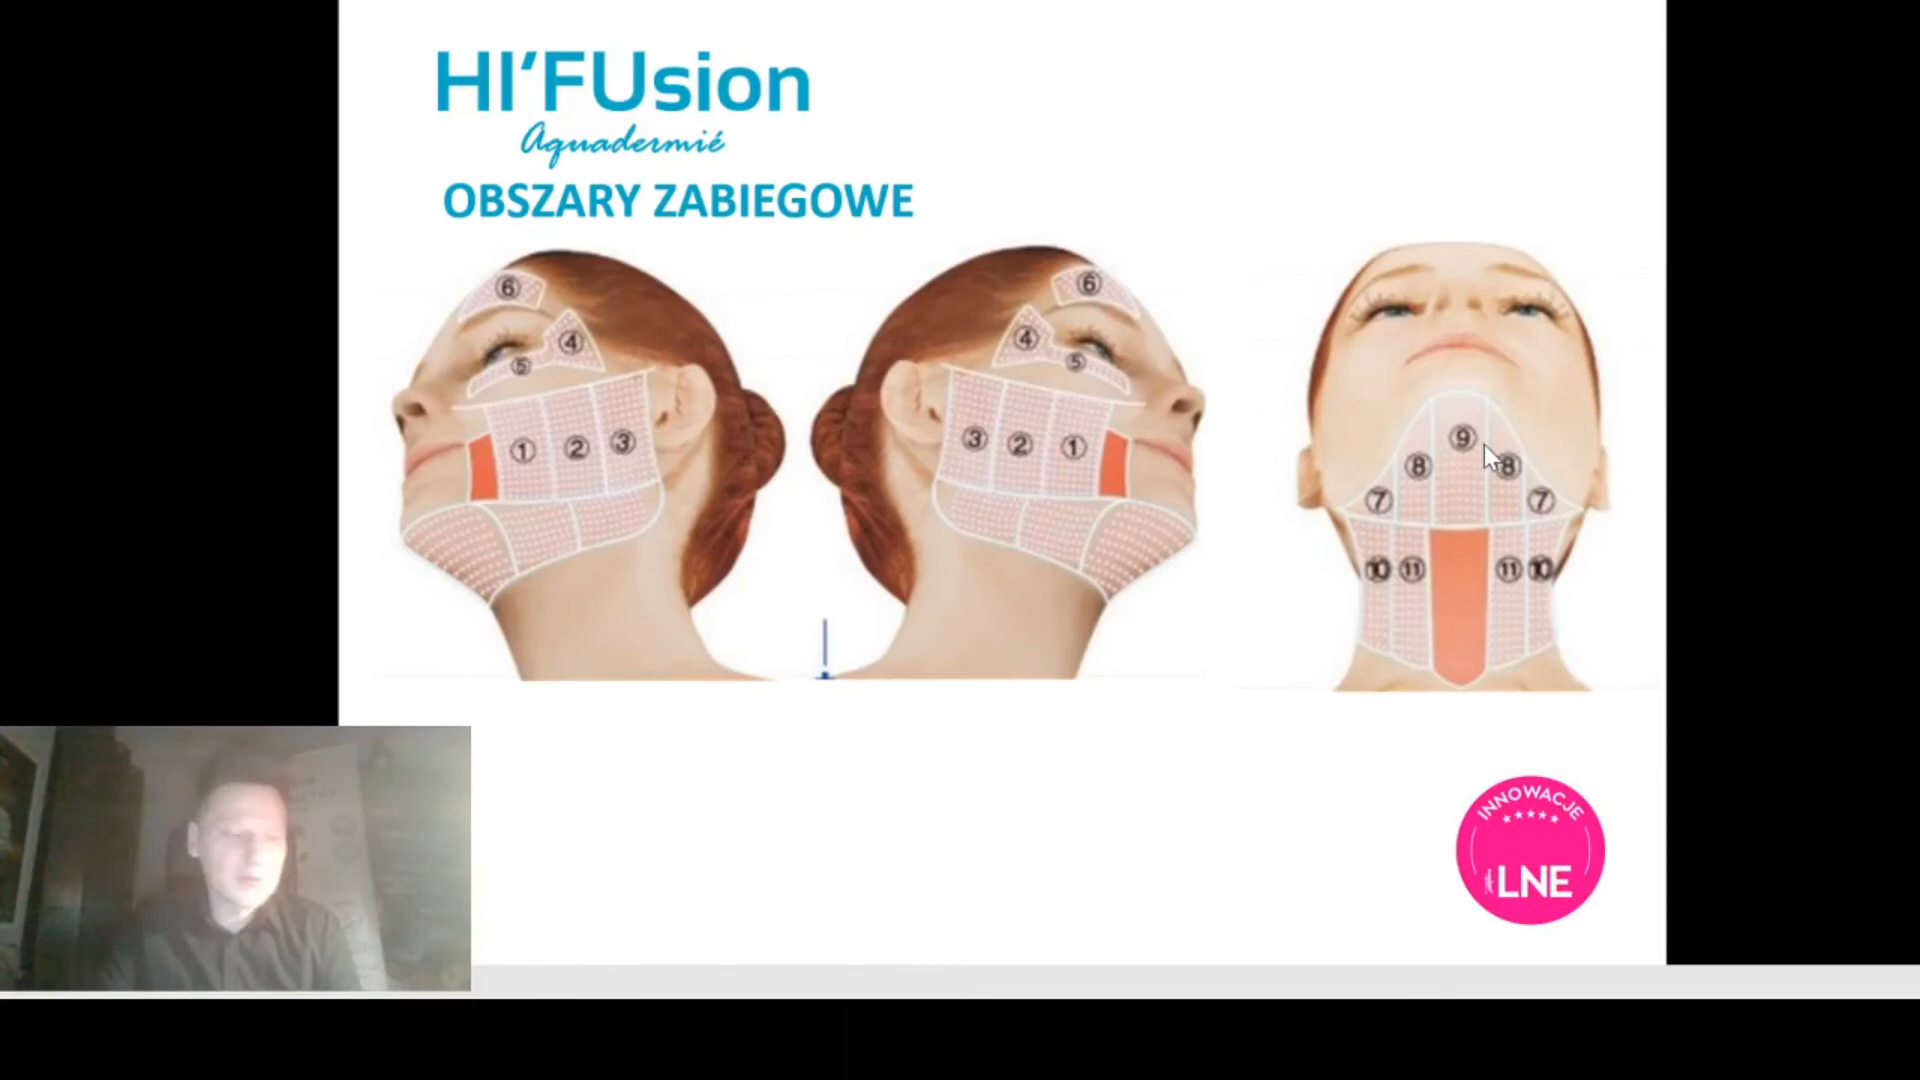 HI'FUsion
Aquadermié
OBSZARY ZABIEGOWE
⑥
④
⑤
① ② ③
⑥
④
⑤
③ ② ①
⑨
⑧ ⑧
⑦ ⑦
⑩ ⑪ ⑪ ⑩
INNOWACJE
LNE